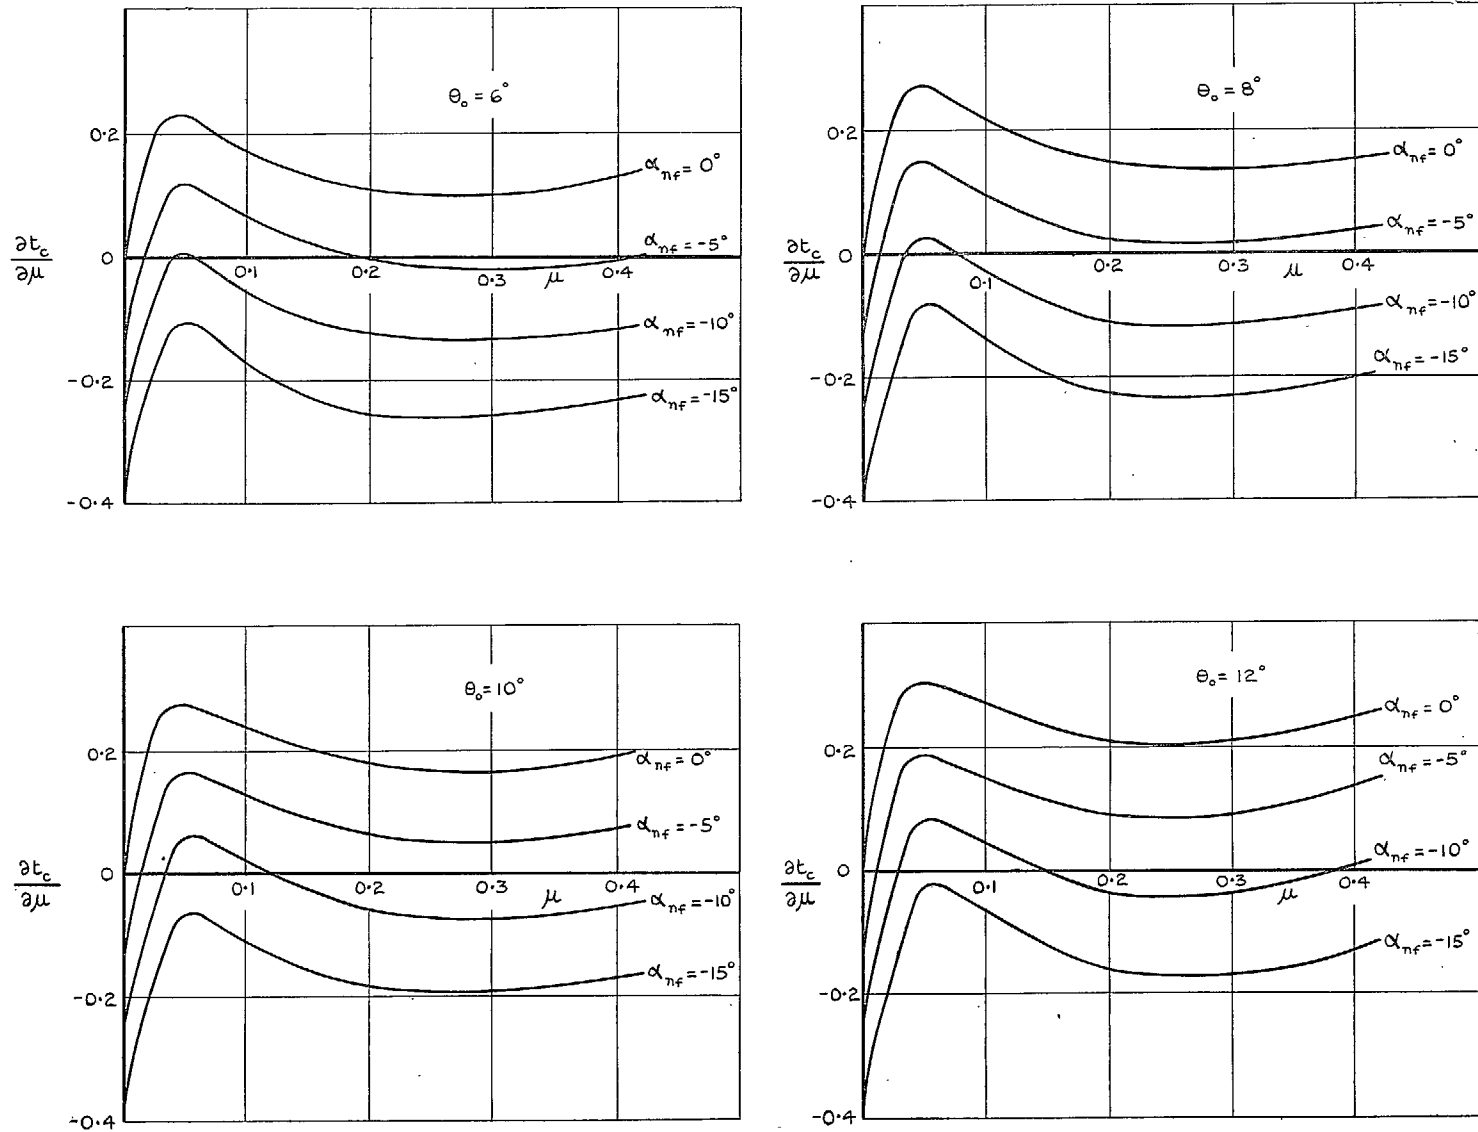 θ₀ = 6°
0·2
α_nf = 0°
α_nf = -5°
∂t_c/∂μ
0
0·1
0·2
0·3
μ
0·4
α_nf = -10°
-0·2
α_nf = -15°
-0·4
θ₀ = 8°
0·2
α_nf = 0°
α_nf = -5°
∂t_c/∂μ
0
0·1
0·2
0·3
μ
0·4
α_nf = -10°
α_nf = -15°
-0·2
-0·4
θ₀ = 10°
0·2
α_nf = 0°
α_nf = -5°
∂t_c/∂μ
0
0·1
0·2
0·3
μ
0·4
α_nf = -10°
α_nf = -15°
-0·2
-0·4
θ₀ = 12°
α_nf = 0°
0·2
α_nf = -5°
α_nf = -10°
∂t_c/∂μ
0
0·1
0·2
0·3
μ
0·4
α_nf = -15°
-0·2
-0·4